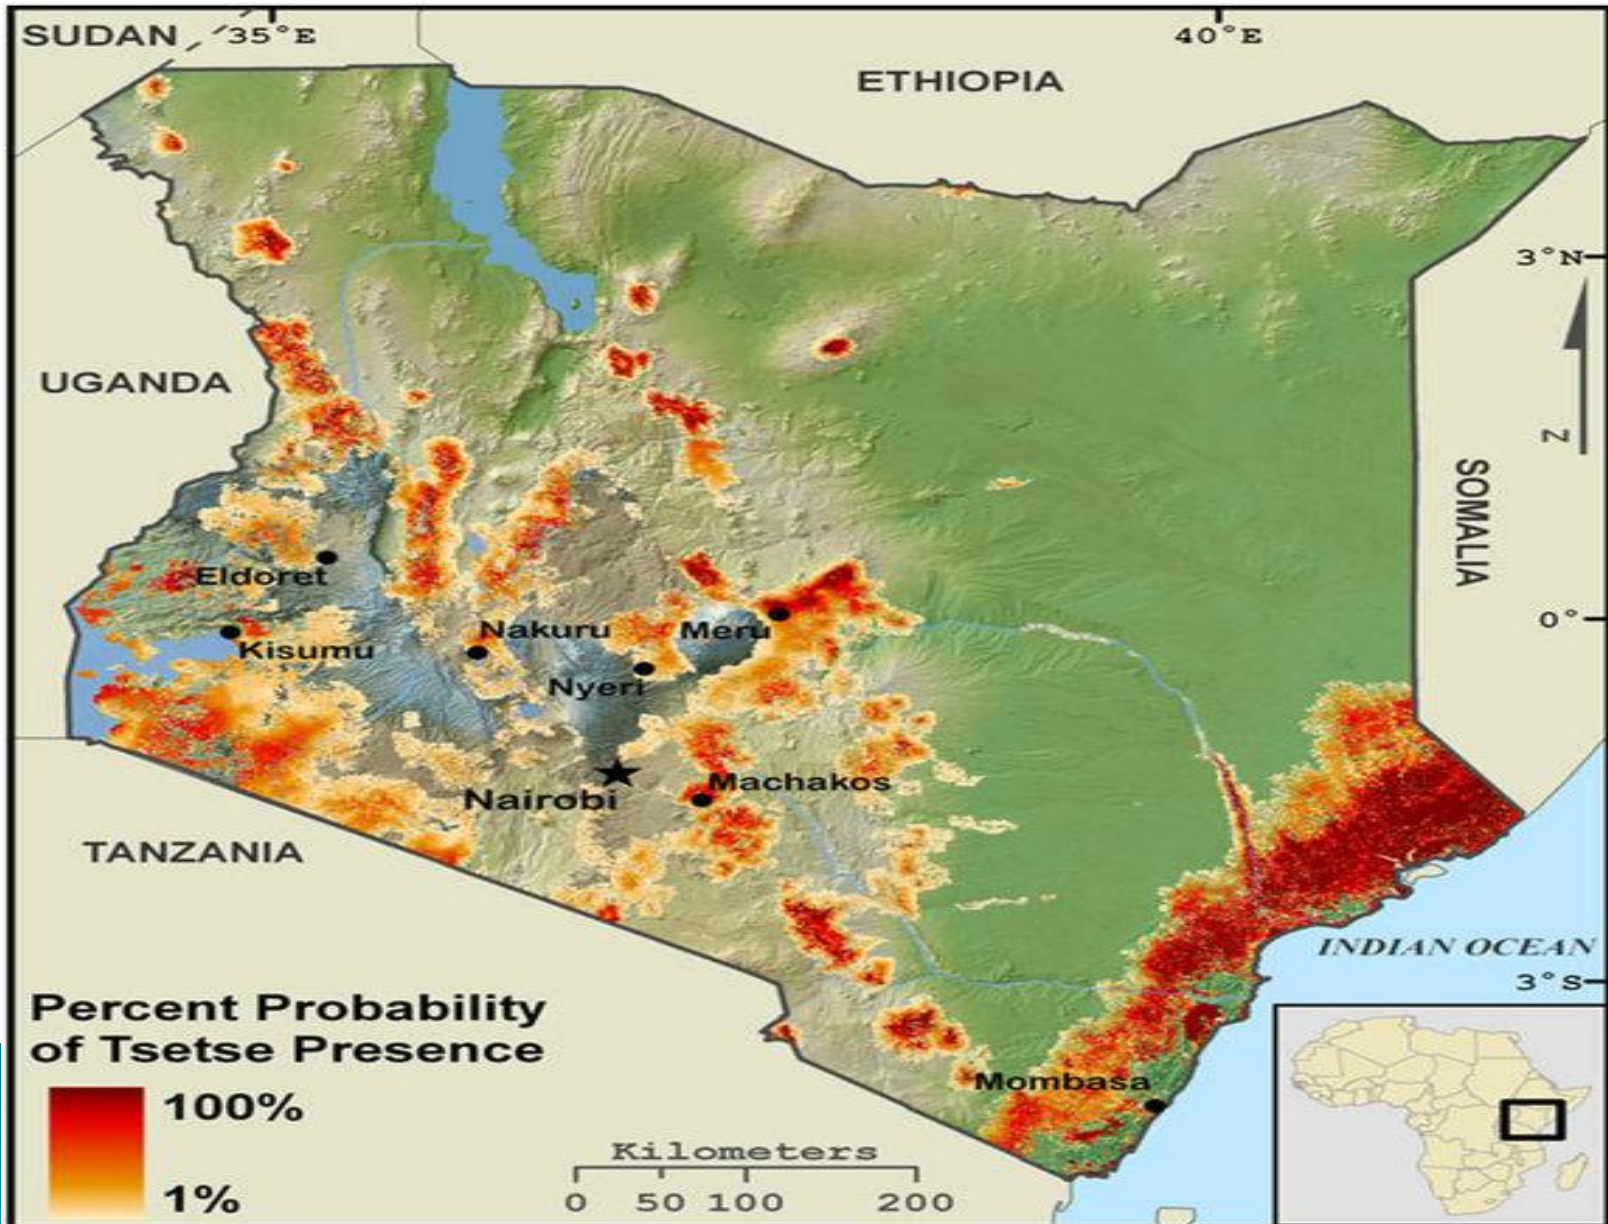 SUDAN
35°E
40°E
ETHIOPIA
3°N
UGANDA
N
SOMALIA
Eldoret
0°
Kisumu
Nakuru
Meru
Nyeri
Machakos
Nairobi
TANZANIA
INDIAN OCEAN
3°S
Percent Probability
of Tsetse Presence
Mombasa
100%
1%
Kilometers
0 50 100 200